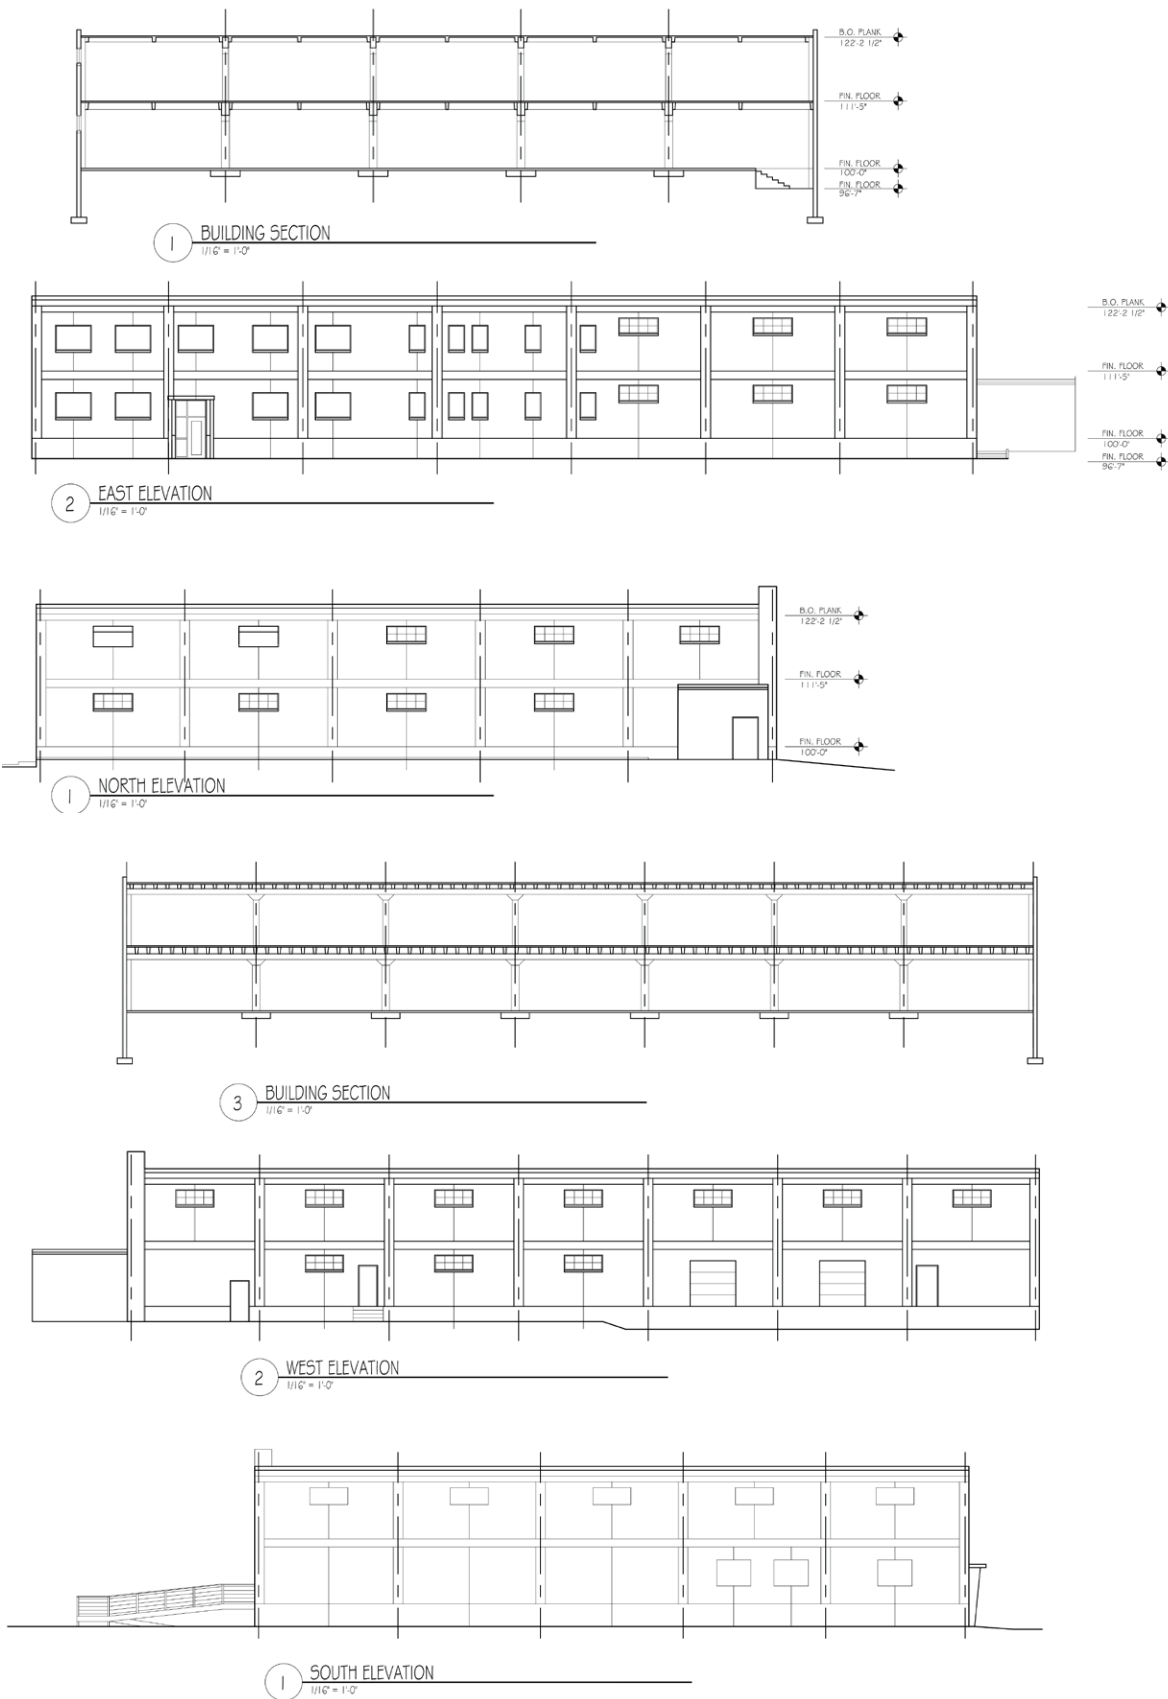 B.O. PLANK
122'-2 1/2"
FIN. FLOOR
111'-5"
FIN. FLOOR
100'-0"
FIN. FLOOR
96'-7"
1 BUILDING SECTION
1/16" = 1'-0"
B.O. PLANK
122'-2 1/2"
FIN. FLOOR
111'-5"
FIN. FLOOR
100'-0"
FIN. FLOOR
96'-7"
2 EAST ELEVATION
1/16" = 1'-0"
B.O. PLANK
122'-2 1/2"
FIN. FLOOR
111'-5"
FIN. FLOOR
100'-0"
1 NORTH ELEVATION
1/16" = 1'-0"
3 BUILDING SECTION
1/16" = 1'-0"
2 WEST ELEVATION
1/16" = 1'-0"
1 SOUTH ELEVATION
1/16" = 1'-0"